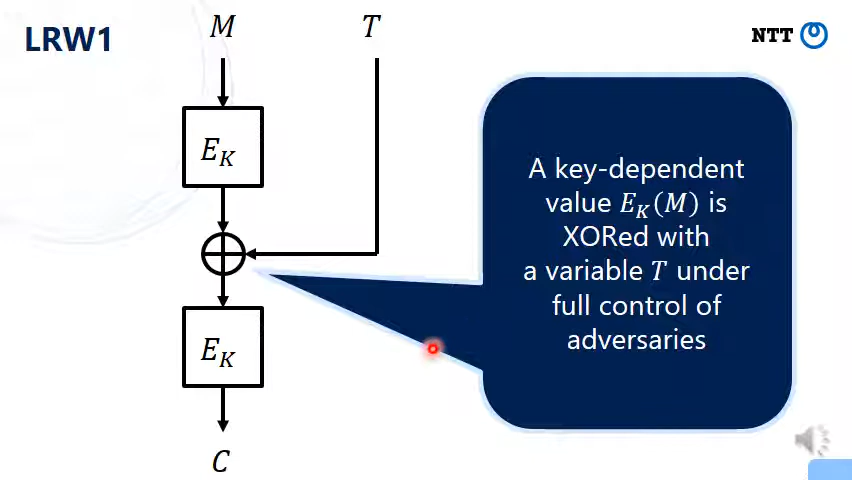 LRW1
M
T
NTT
E_K
A key-dependent
value E_K(M) is
XORed with
a variable T under
full control of
adversaries
E_K
C